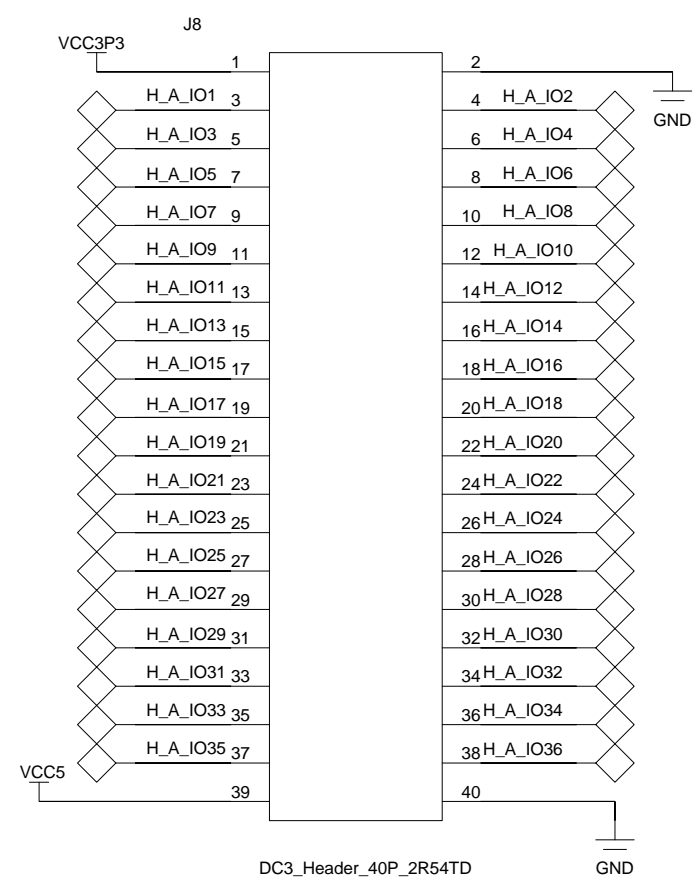 J8
VCC3P3
1 2
GND
H_A_IO1 3 4 H_A_IO2
H_A_IO3 5 6 H_A_IO4
H_A_IO5 7 8 H_A_IO6
H_A_IO7 9 10 H_A_IO8
H_A_IO9 11 12 H_A_IO10
H_A_IO11 13 14 H_A_IO12
H_A_IO13 15 16 H_A_IO14
H_A_IO15 17 18 H_A_IO16
H_A_IO17 19 20 H_A_IO18
H_A_IO19 21 22 H_A_IO20
H_A_IO21 23 24 H_A_IO22
H_A_IO23 25 26 H_A_IO24
H_A_IO25 27 28 H_A_IO26
H_A_IO27 29 30 H_A_IO28
H_A_IO29 31 32 H_A_IO30
H_A_IO31 33 34 H_A_IO32
H_A_IO33 35 36 H_A_IO34
H_A_IO35 37 38 H_A_IO36
VCC5
39 40
DC3_Header_40P_2R54TD
GND